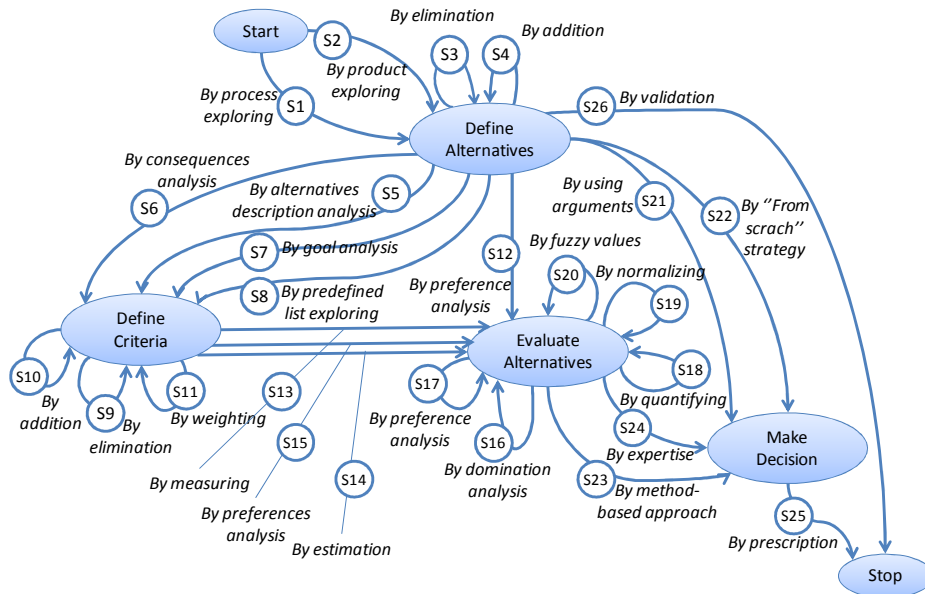 Start
S2
By product
exploring
By process
exploring
S1
By elimination
S3
S4
By addition
S26
By validation
Define
Alternatives
By consequences
analysis
S6
By alternatives
description analysis
S5
S7
By goal analysis
S8
By predefined
list exploring
S12
By preference
analysis
By using
arguments
S21
S22
By ‘‘From
scrach’’
strategy
By fuzzy values
S20
By normalizing
S19
Define
Criteria
Evaluate
Alternatives
S10
By
addition
S9
By
elimination
S11
By weighting
S13
By measuring
S15
By preferences
analysis
S14
By estimation
S17
By preference
analysis
S16
By domination
analysis
S18
By quantifying
S24
By expertise
S23
By method-
based approach
Make
Decision
S25
By prescription
Stop